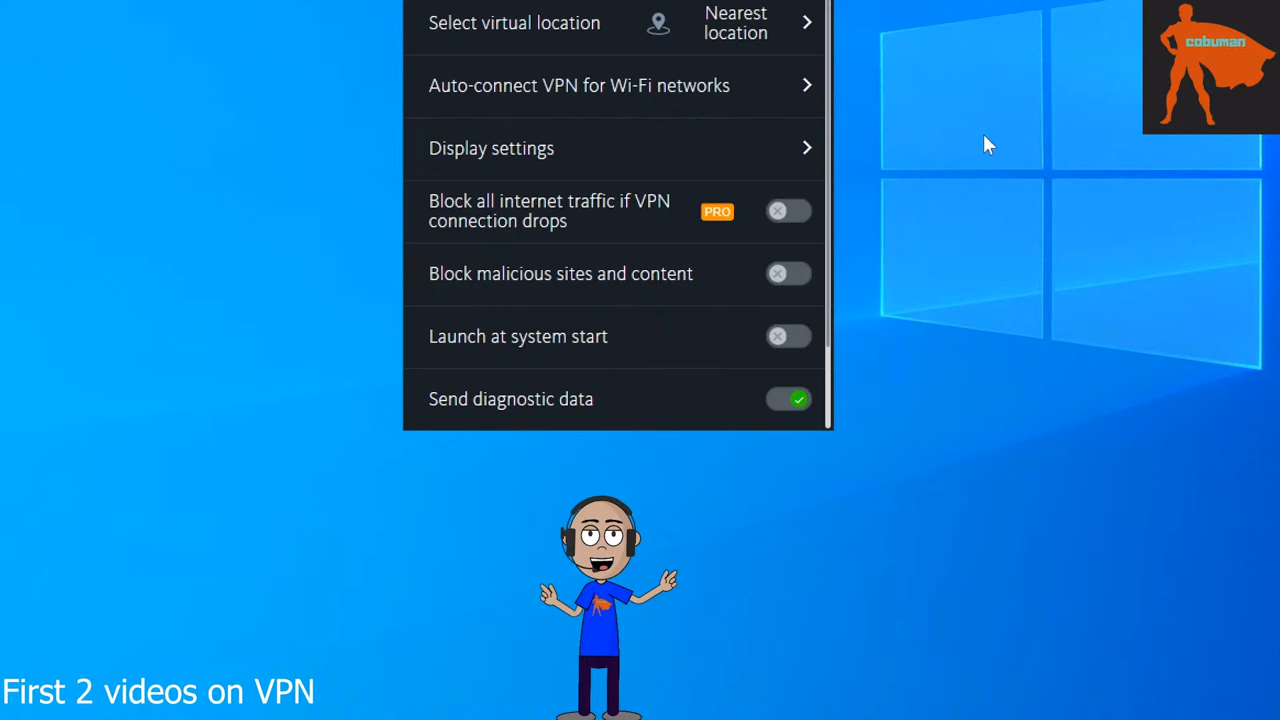 Select virtual location
Nearest
location
cobuman
Auto-connect VPN for Wi-Fi networks
Display settings
Block all internet traffic if VPN
connection drops
PRO
Block malicious sites and content
Launch at system start
Send diagnostic data
First 2 videos on VPN